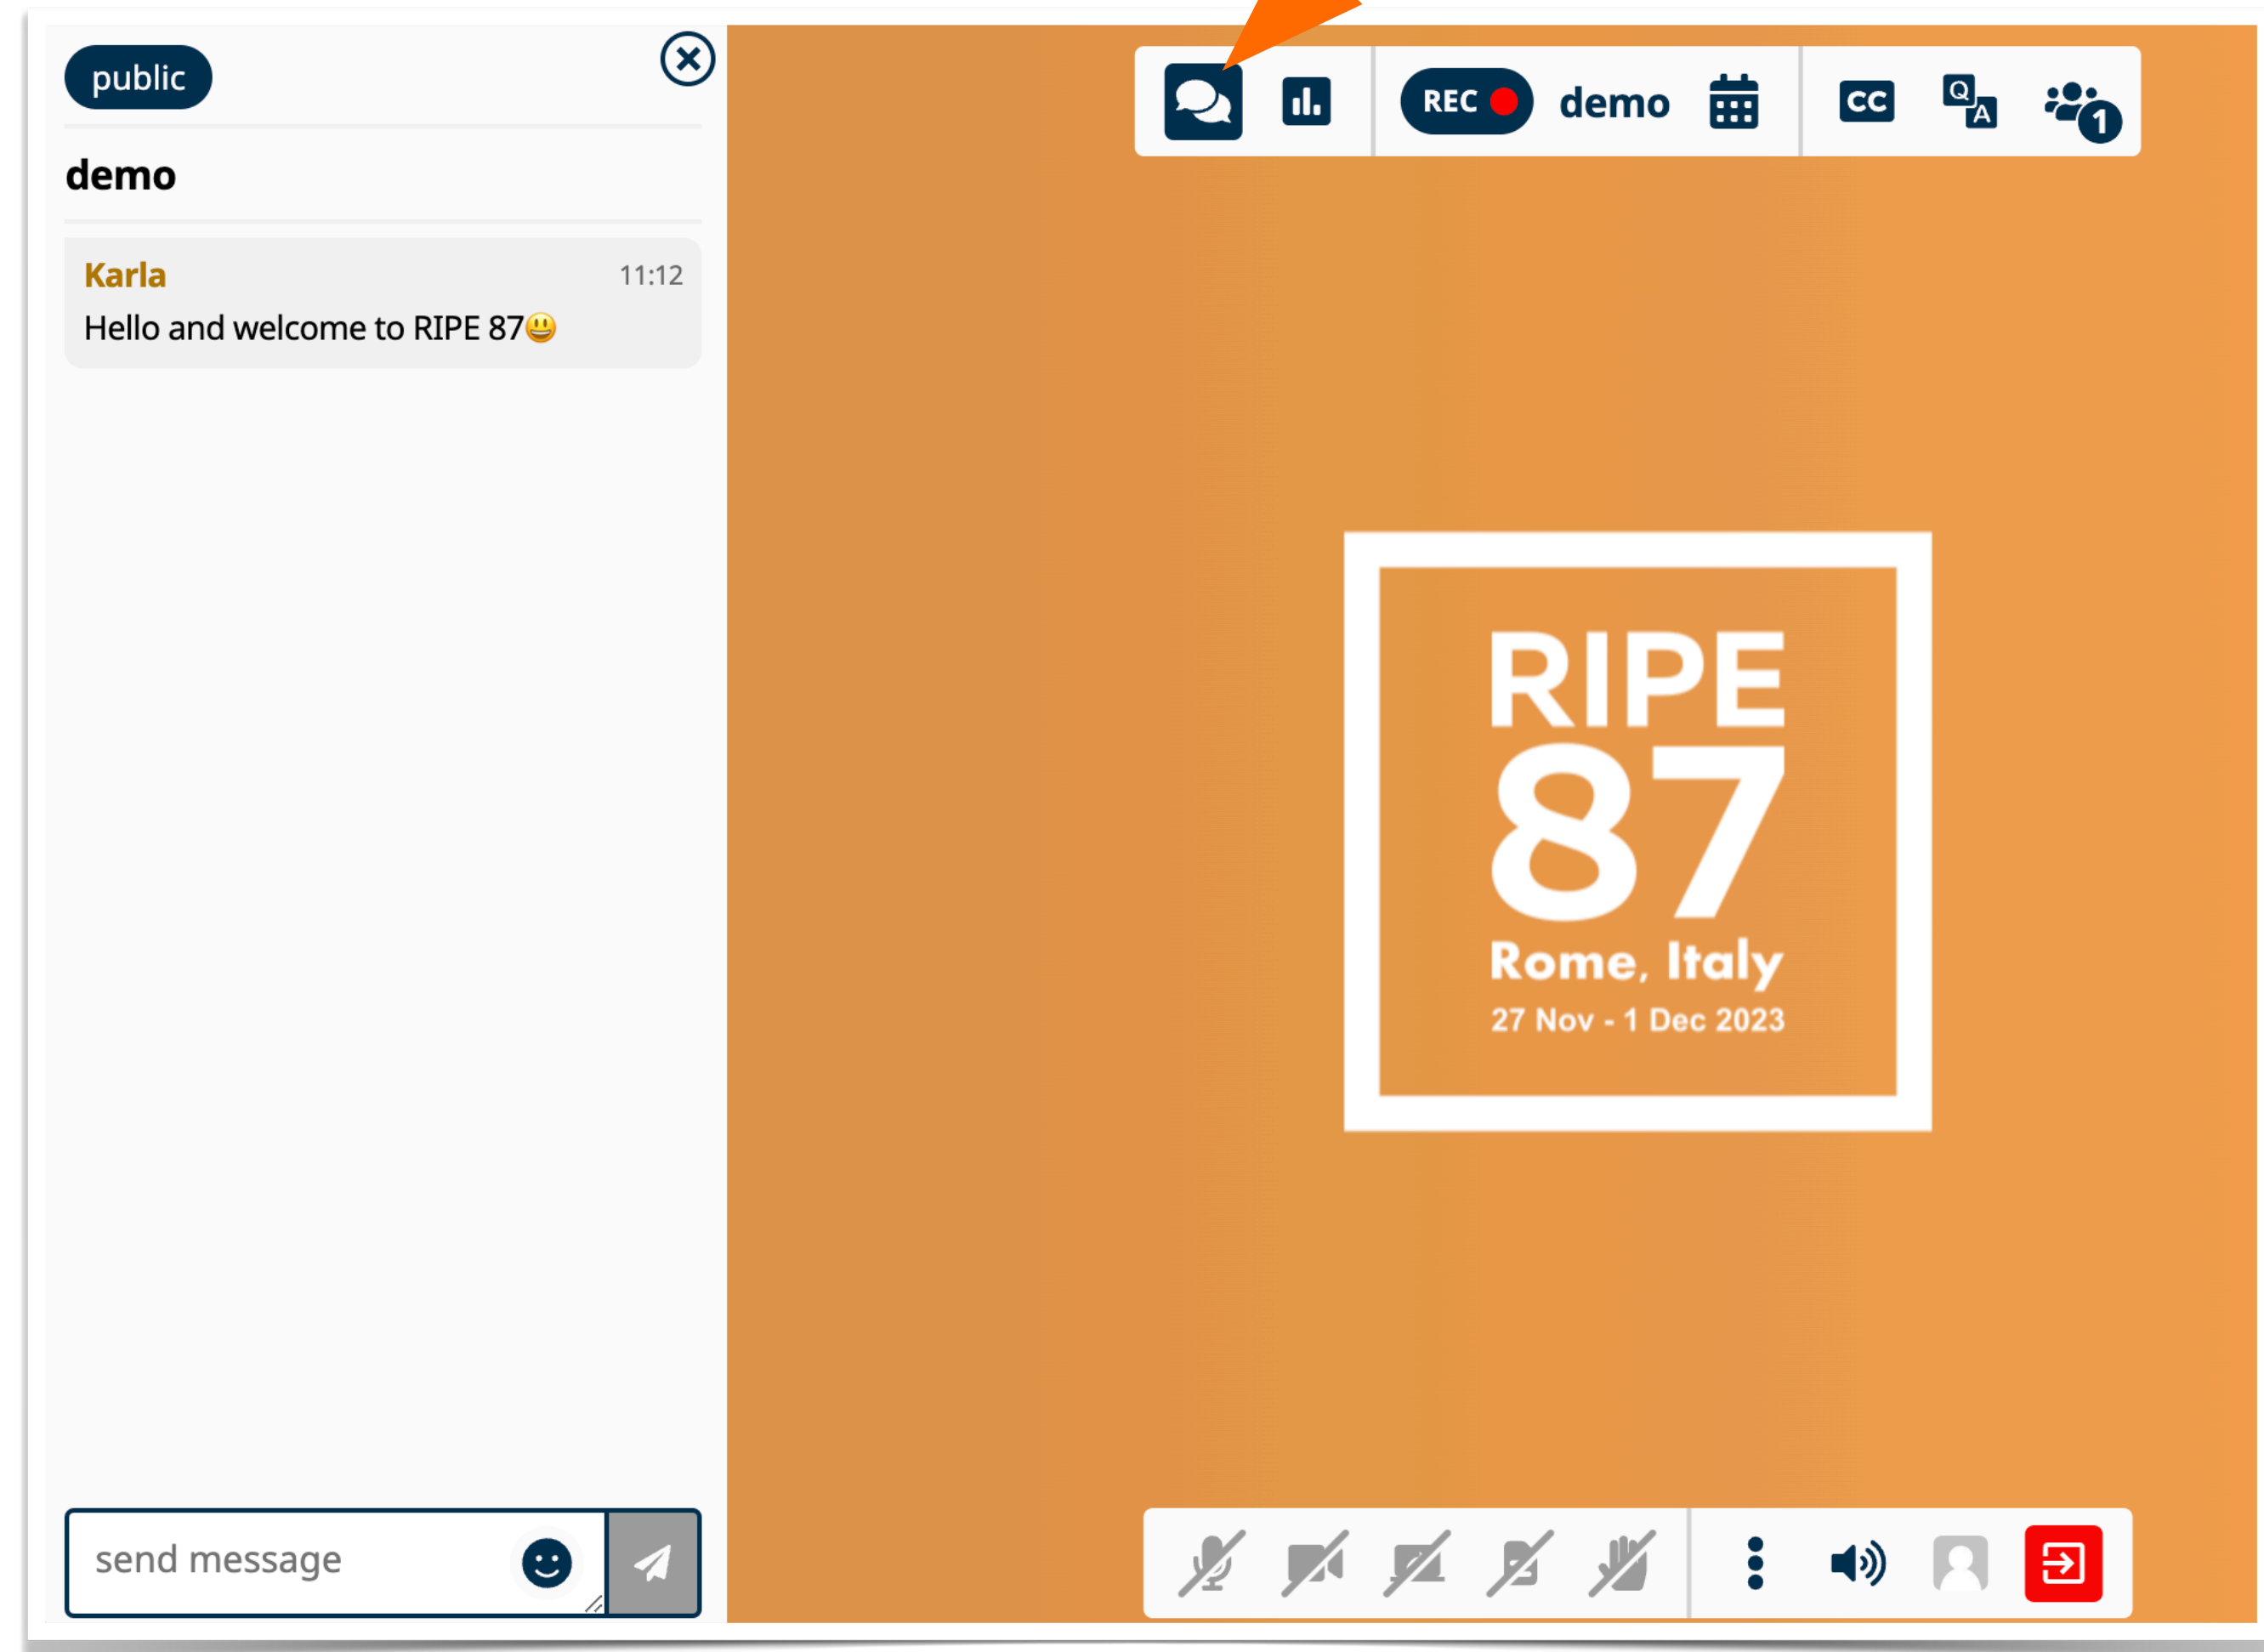 public
demo
Karla 11:12
Hello and welcome to RIPE 87😃
send message
REC demo CC Q A 1
RIPE
87
Rome, Italy
27 Nov - 1 Dec 2023